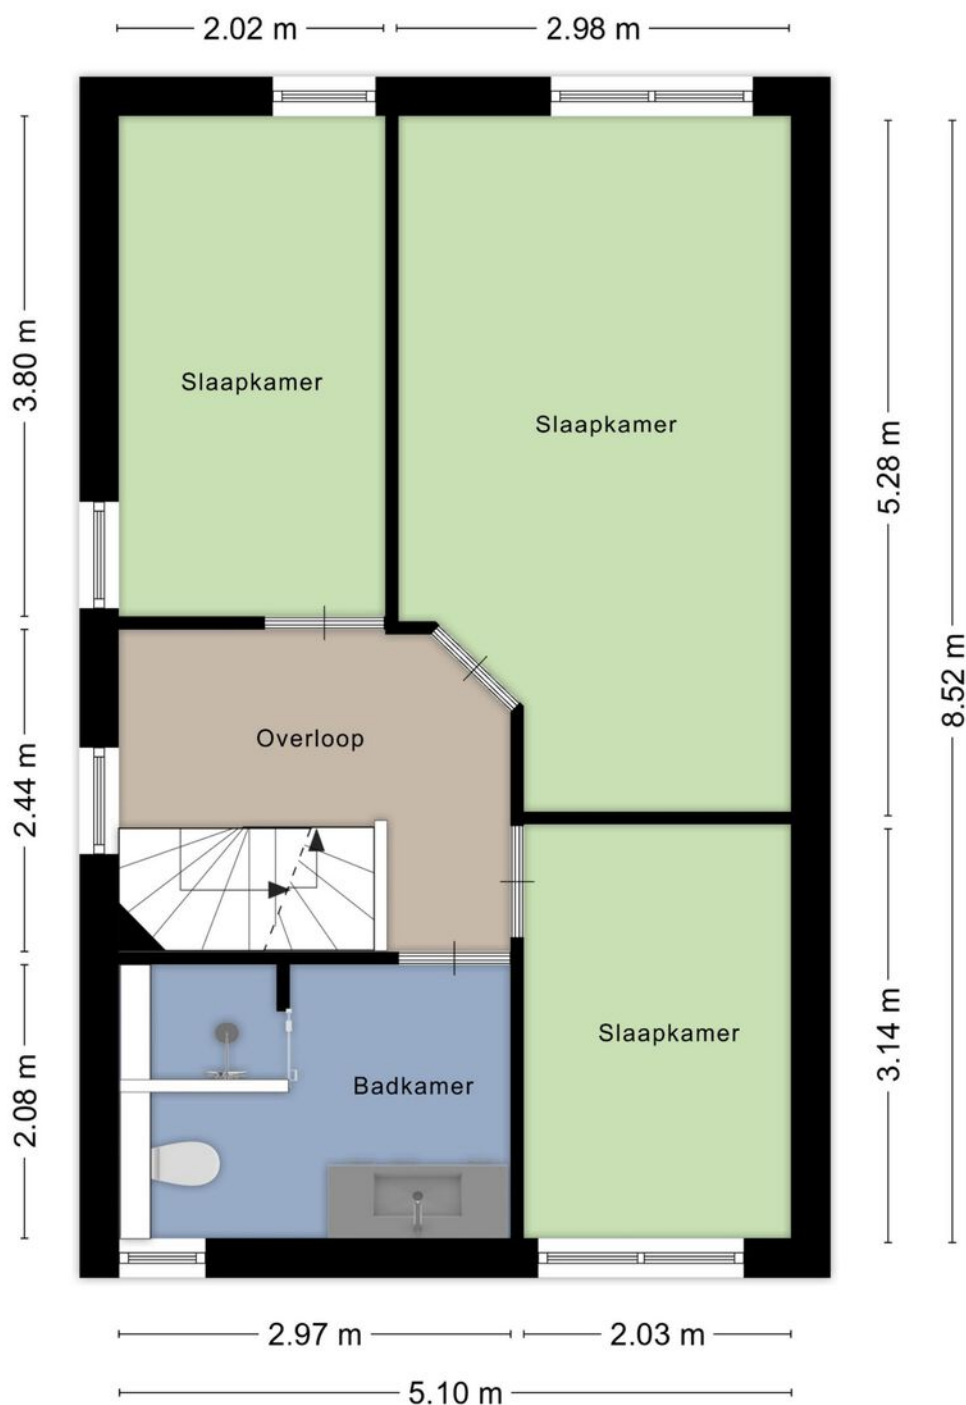 2.02 m
2.98 m
3.80 m
Slaapkamer
Slaapkamer
5.28 m
8.52 m
Overloop
2.44 m
Slaapkamer
3.14 m
Badkamer
2.08 m
2.97 m
2.03 m
5.10 m